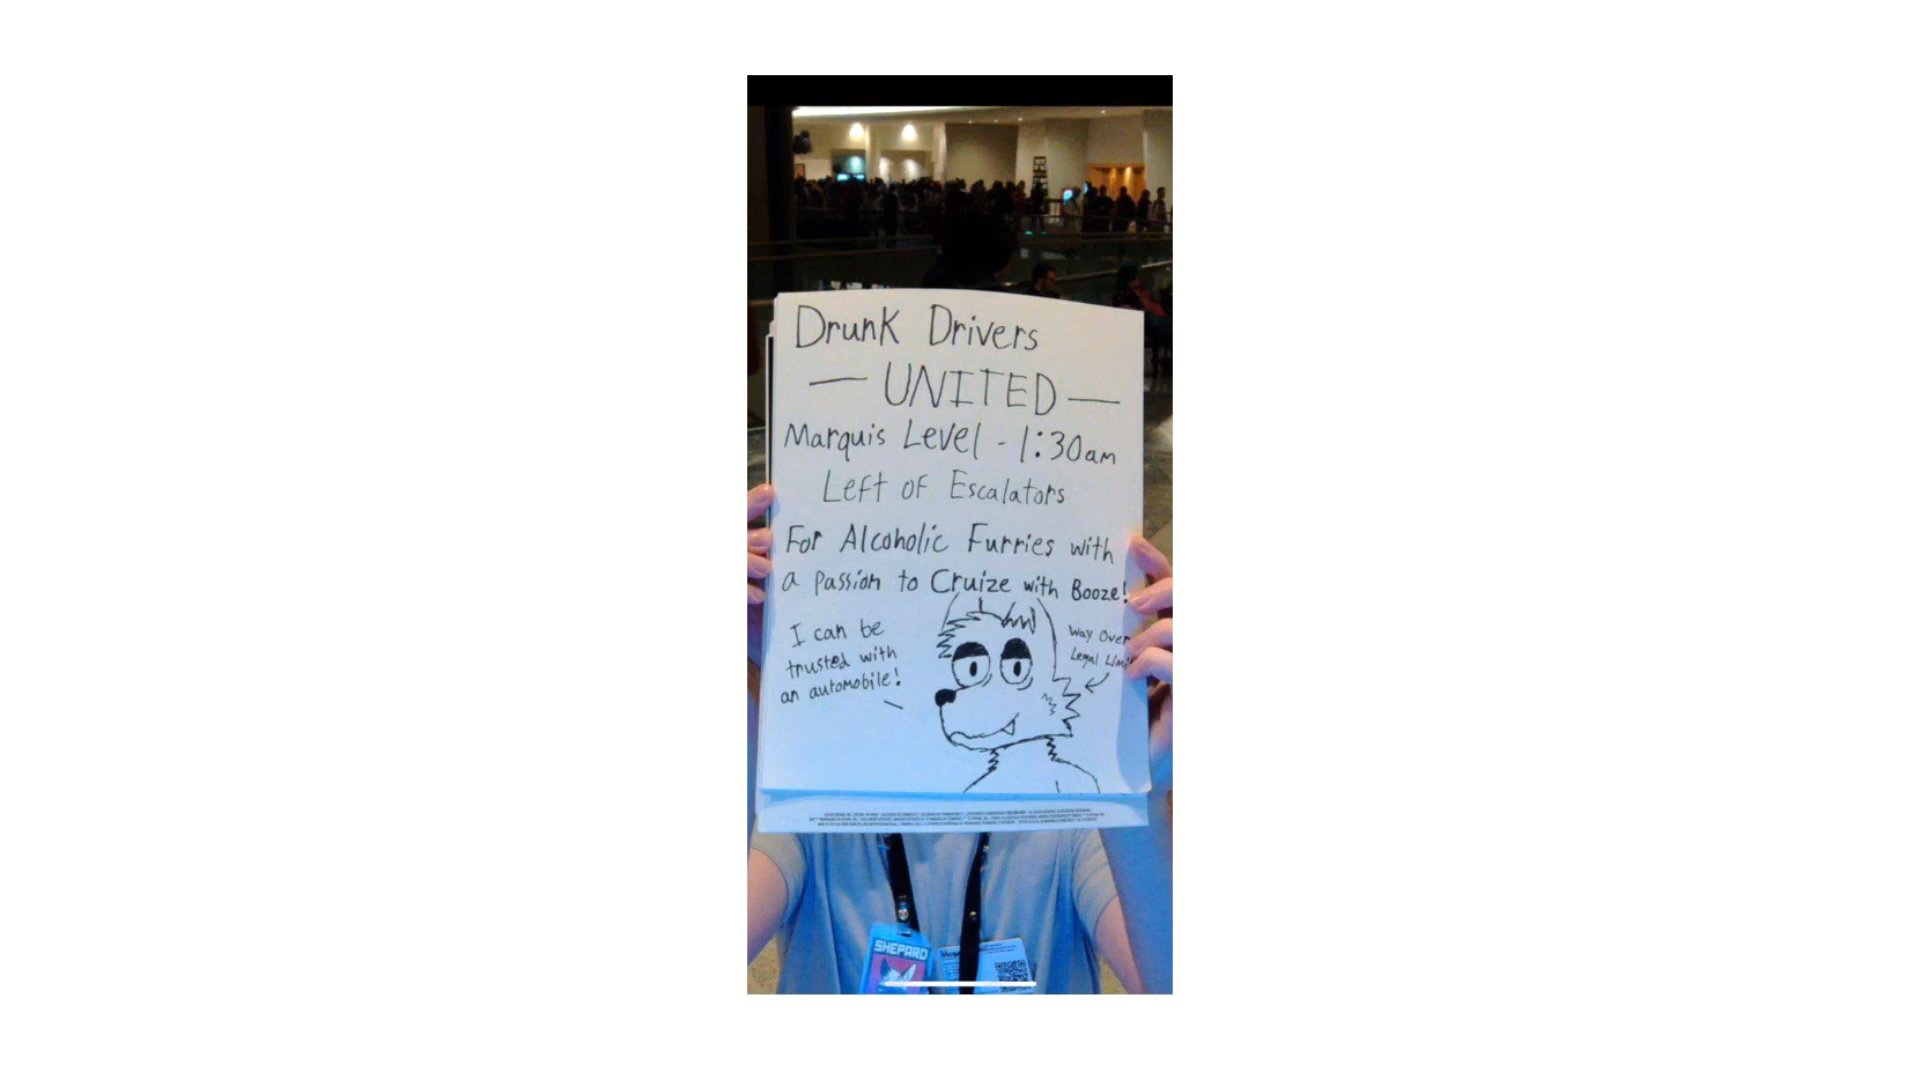 Drunk Drivers
— UNITED —
Marquis Level - 1:30am
Left of Escalators
For Alcoholic Furries with
a passion to Cruize with Booze!
I can be
trusted with
an automobile!
Way Over
Legal Limi
SHEPARD